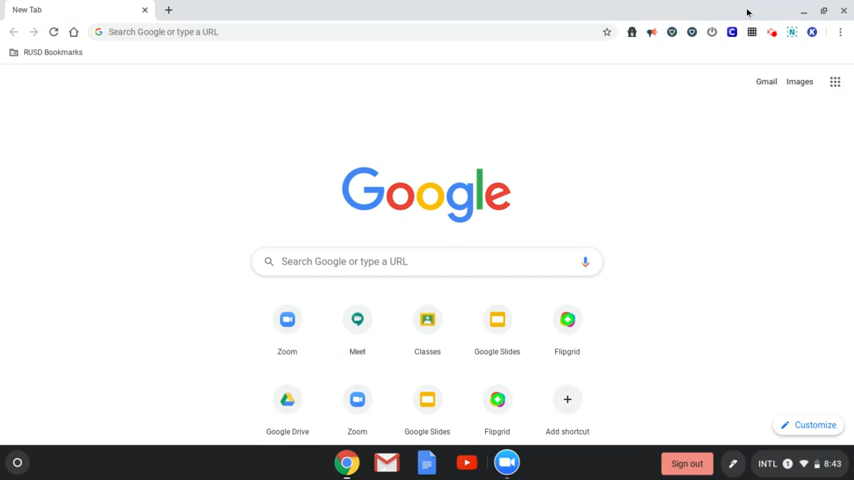 New Tab
Search Google or type a URL
RUSD Bookmarks
Gmail Images
Google
Search Google or type a URL
Zoom Meet Classes Google Slides Flipgrid
Google Drive Zoom Google Slides Flipgrid Add shortcut
Customize
Sign out INTL 1 8:43